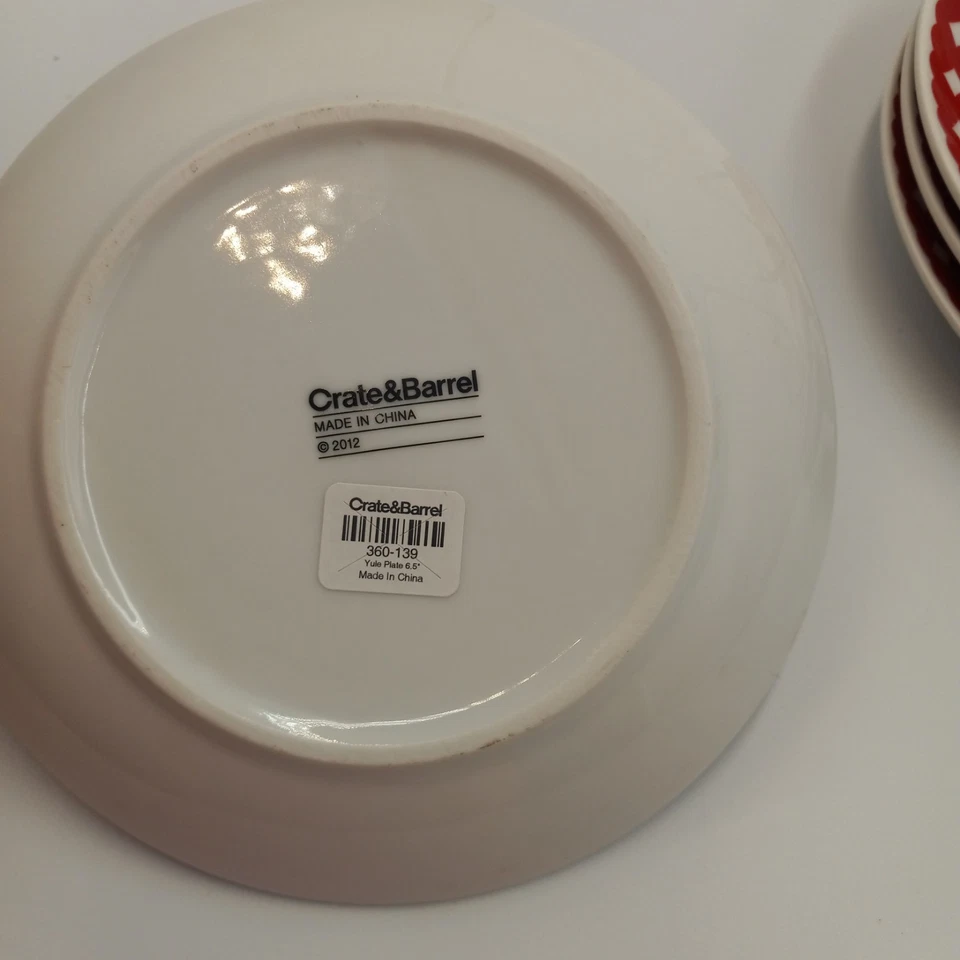 Crate&Barrel
MADE IN CHINA
© 2012
Crate&Barrel
360-139
Yule Plate 6.5"
Made In China